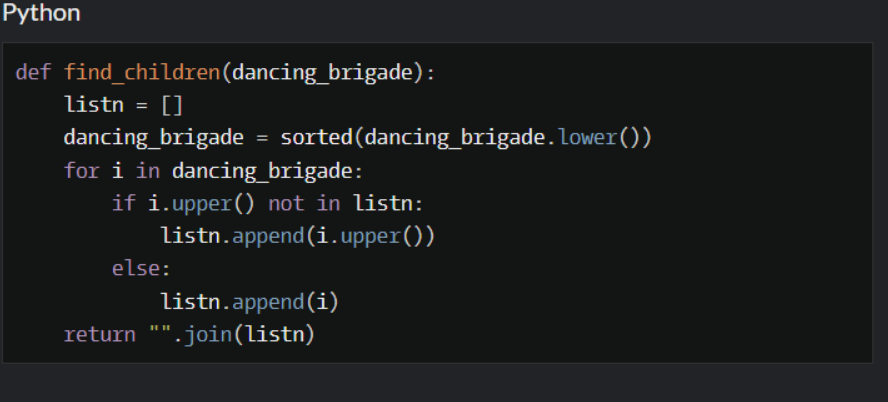 Python
def find_children(dancing_brigade):
    listn = []
    dancing_brigade = sorted(dancing_brigade.lower())
    for i in dancing_brigade:
        if i.upper() not in listn:
            listn.append(i.upper())
        else:
            listn.append(i)
    return "".join(listn)